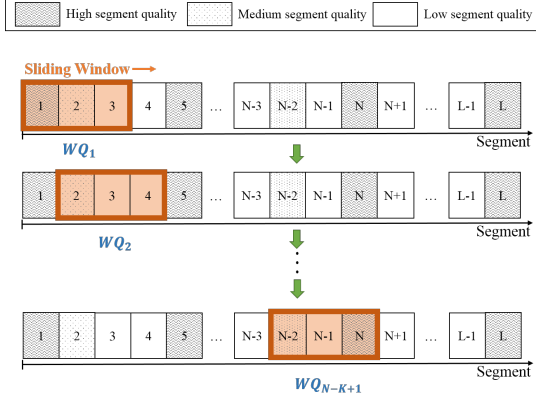 High segment quality Medium segment quality Low segment quality
Sliding Window
1 2 3 4 5 ... N-3 N-2 N-1 N N+1 ... L-1 L
Segment
WQ1
1 2 3 4 5 ... N-3 N-2 N-1 N N+1 ... L-1 L
Segment
WQ2
1 2 3 4 5 ... N-3 N-2 N-1 N N+1 ... L-1 L
Segment
WQN-K+1